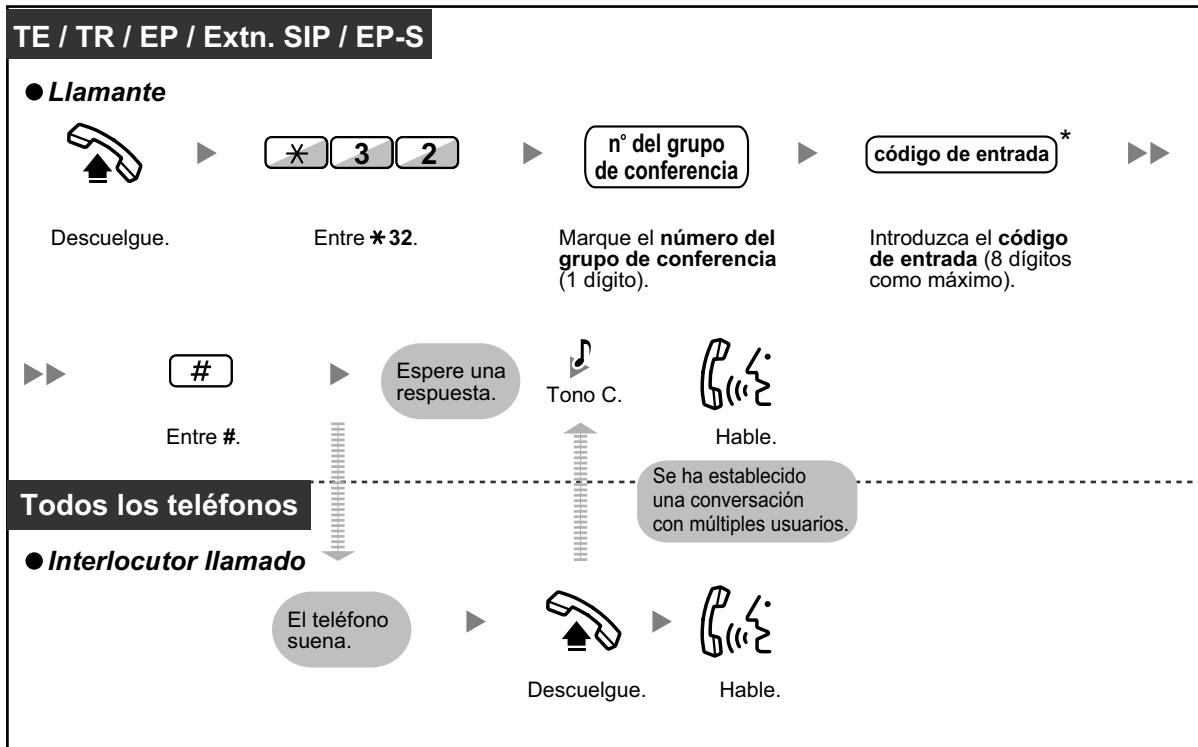 TE / TR / EP / Extn. SIP / EP-S
● Llamante
✳ 3 2
n° del grupo
de conferencia
código de entrada*
Descuelgue.
Entre ✳32.
Marque el número del
grupo de conferencia
(1 dígito).
Introduzca el código
de entrada (8 dígitos
como máximo).
#
Espere una
respuesta.
Tono C.
Entre #.
Hable.
Se ha establecido
una conversación
con múltiples usuarios.
Todos los teléfonos
● Interlocutor llamado
El teléfono
suena.
Descuelgue.
Hable.